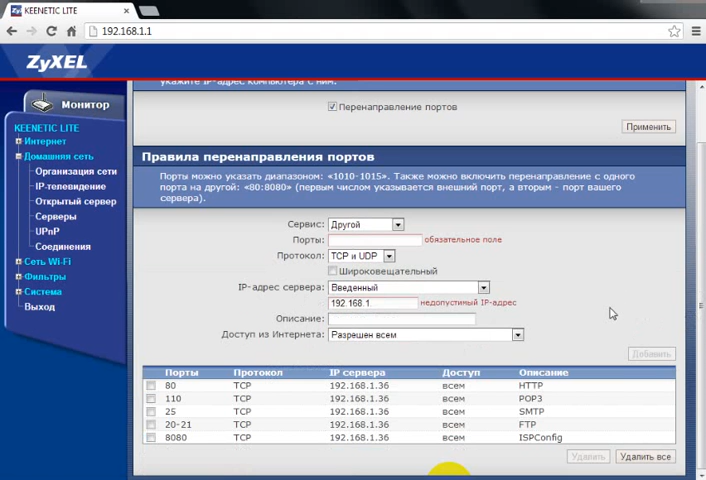 KEENETIC LITE
192.168.1.1
ZyXEL
Монитор
KEENETIC LITE
Интернет
Домашняя сеть
Организация сети
IP-телевидение
Открытый сервер
Серверы
UPnP
Соединения
Сеть Wi-Fi
Фильтры
Система
Выход
укажите IP-адрес компьютера с ним.
Перенаправление портов
Применить
Правила перенаправления портов
Порты можно указать диапазоном: «1010-1015». Также можно включить перенаправление с одного
порта на другой: «80:8080» (первым числом указывается внешний порт, а вторым - порт вашего
сервера).
Сервис: Другой
Порты: обязательное поле
Протокол: TCP и UDP
Широковещательный
IP-адрес сервера: Введенный
192.168.1. недопустимый IP-адрес
Описание:
Доступ из Интернета: Разрешен всем
Добавить
Порты Протокол IP сервера Доступ Описание
80 TCP 192.168.1.36 всем HTTP
110 TCP 192.168.1.36 всем POP3
25 TCP 192.168.1.36 всем SMTP
20-21 TCP 192.168.1.36 всем FTP
8080 TCP 192.168.1.36 всем ISPConfig
Удалить Удалить все